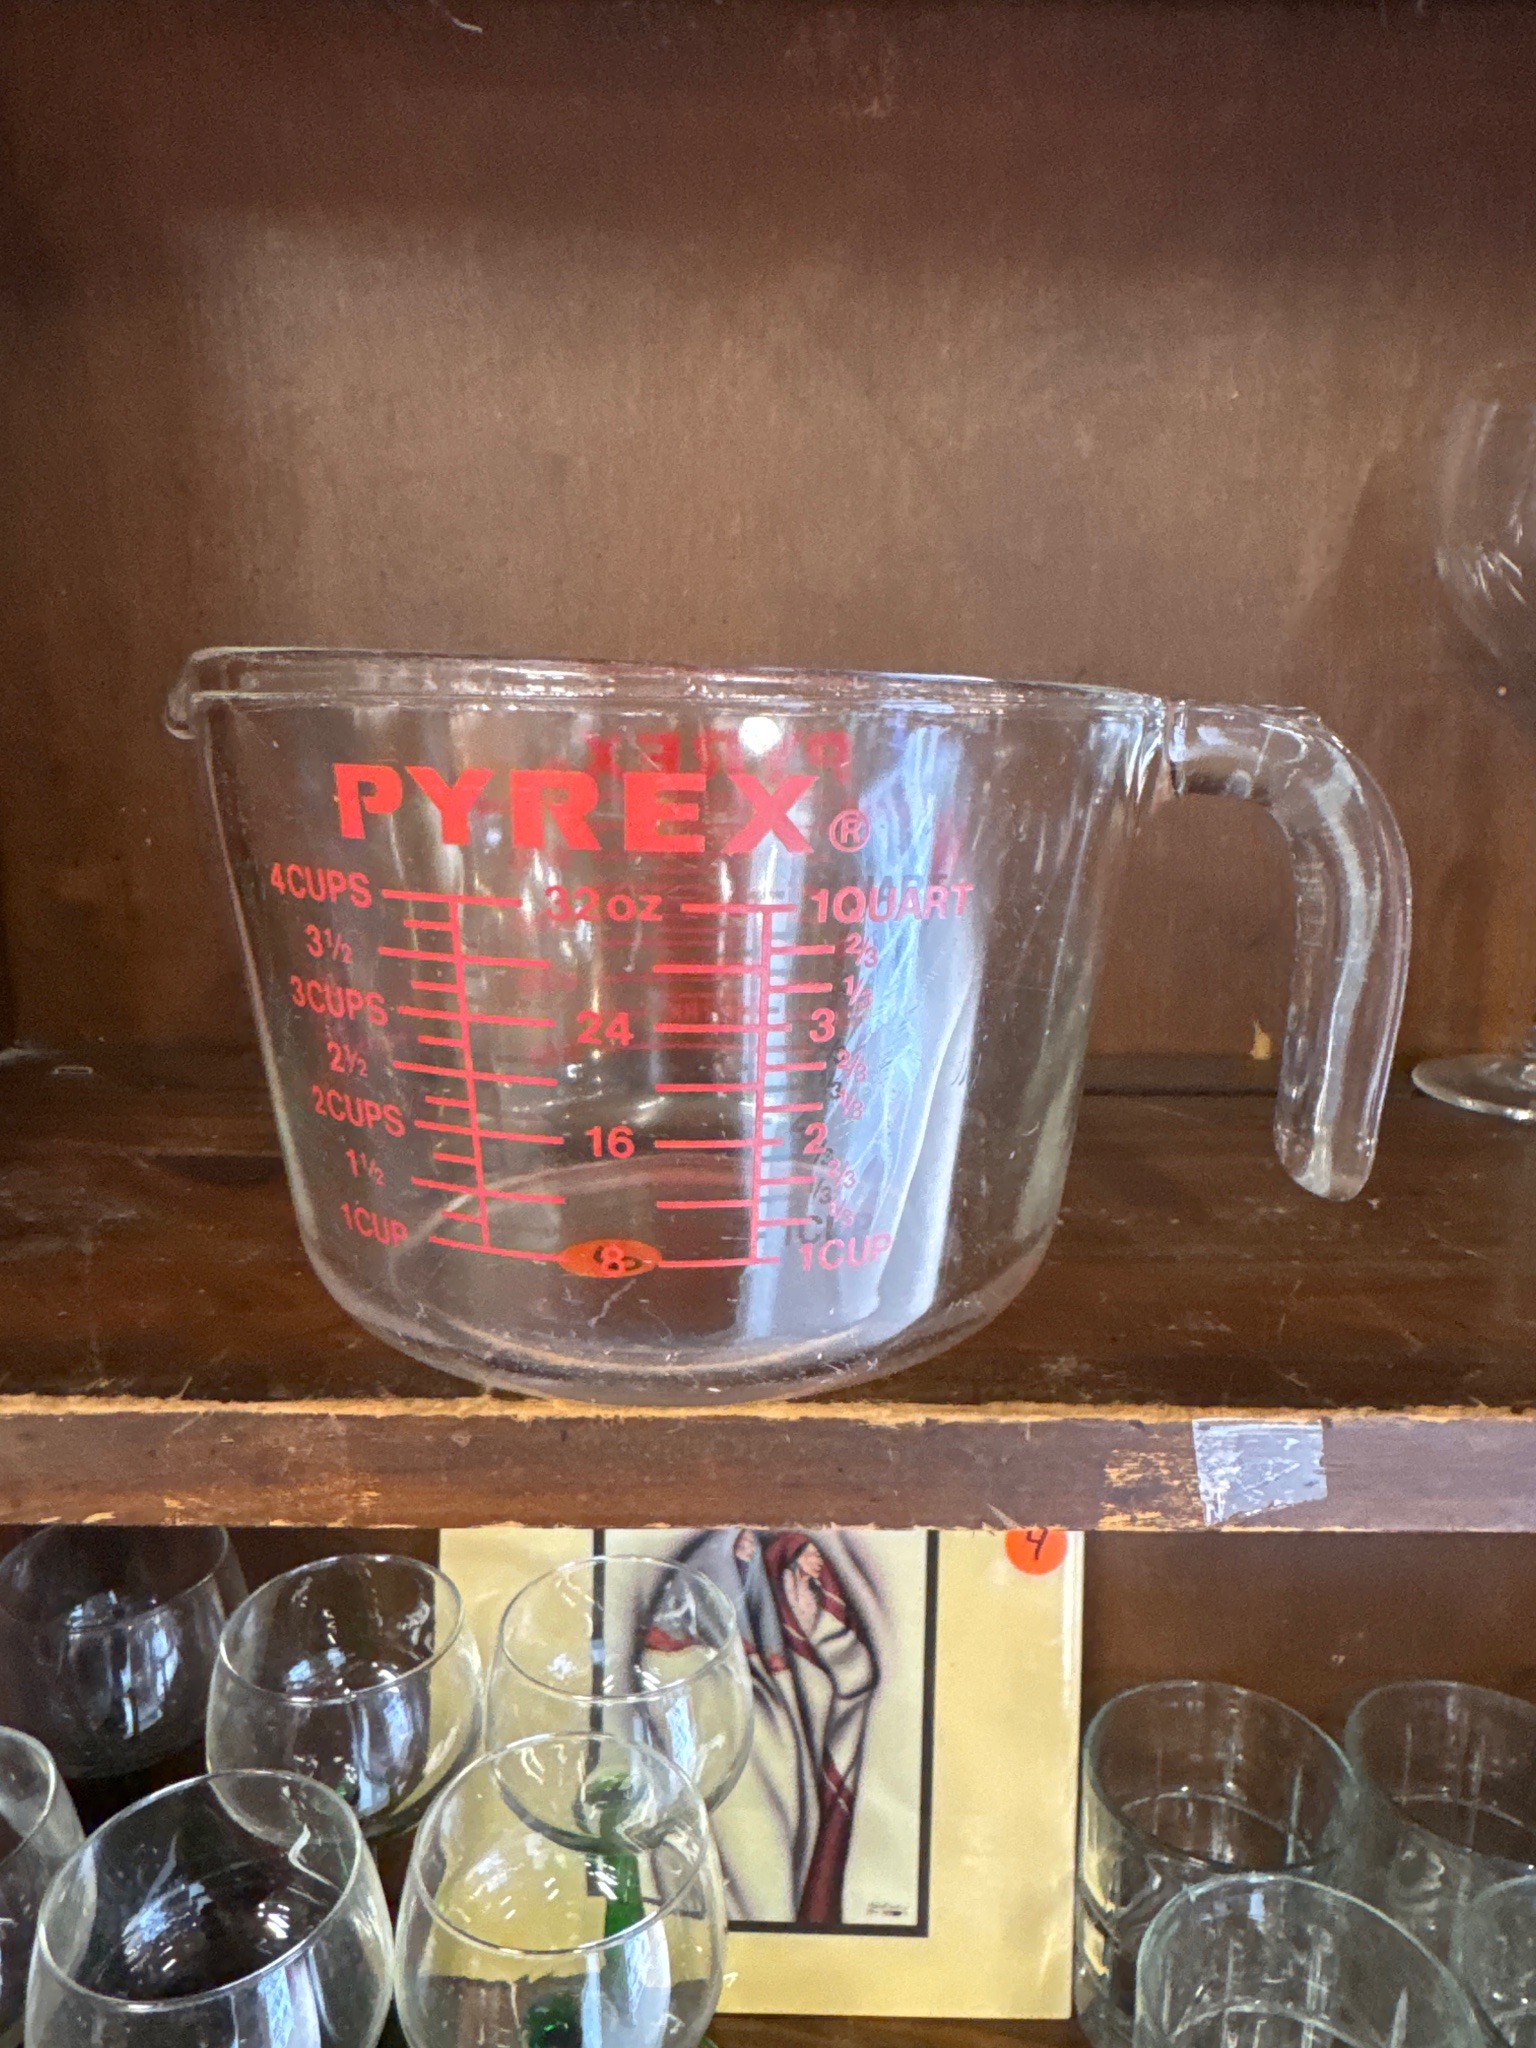 PYREX®
4CUPS 32oz 1QUART
3½ ⅔
⅓
3CUPS 24 3
2½ ⅔
⅓
2CUPS 16 2
1½ ⅔
⅓
1CUP 8 1CUP
4